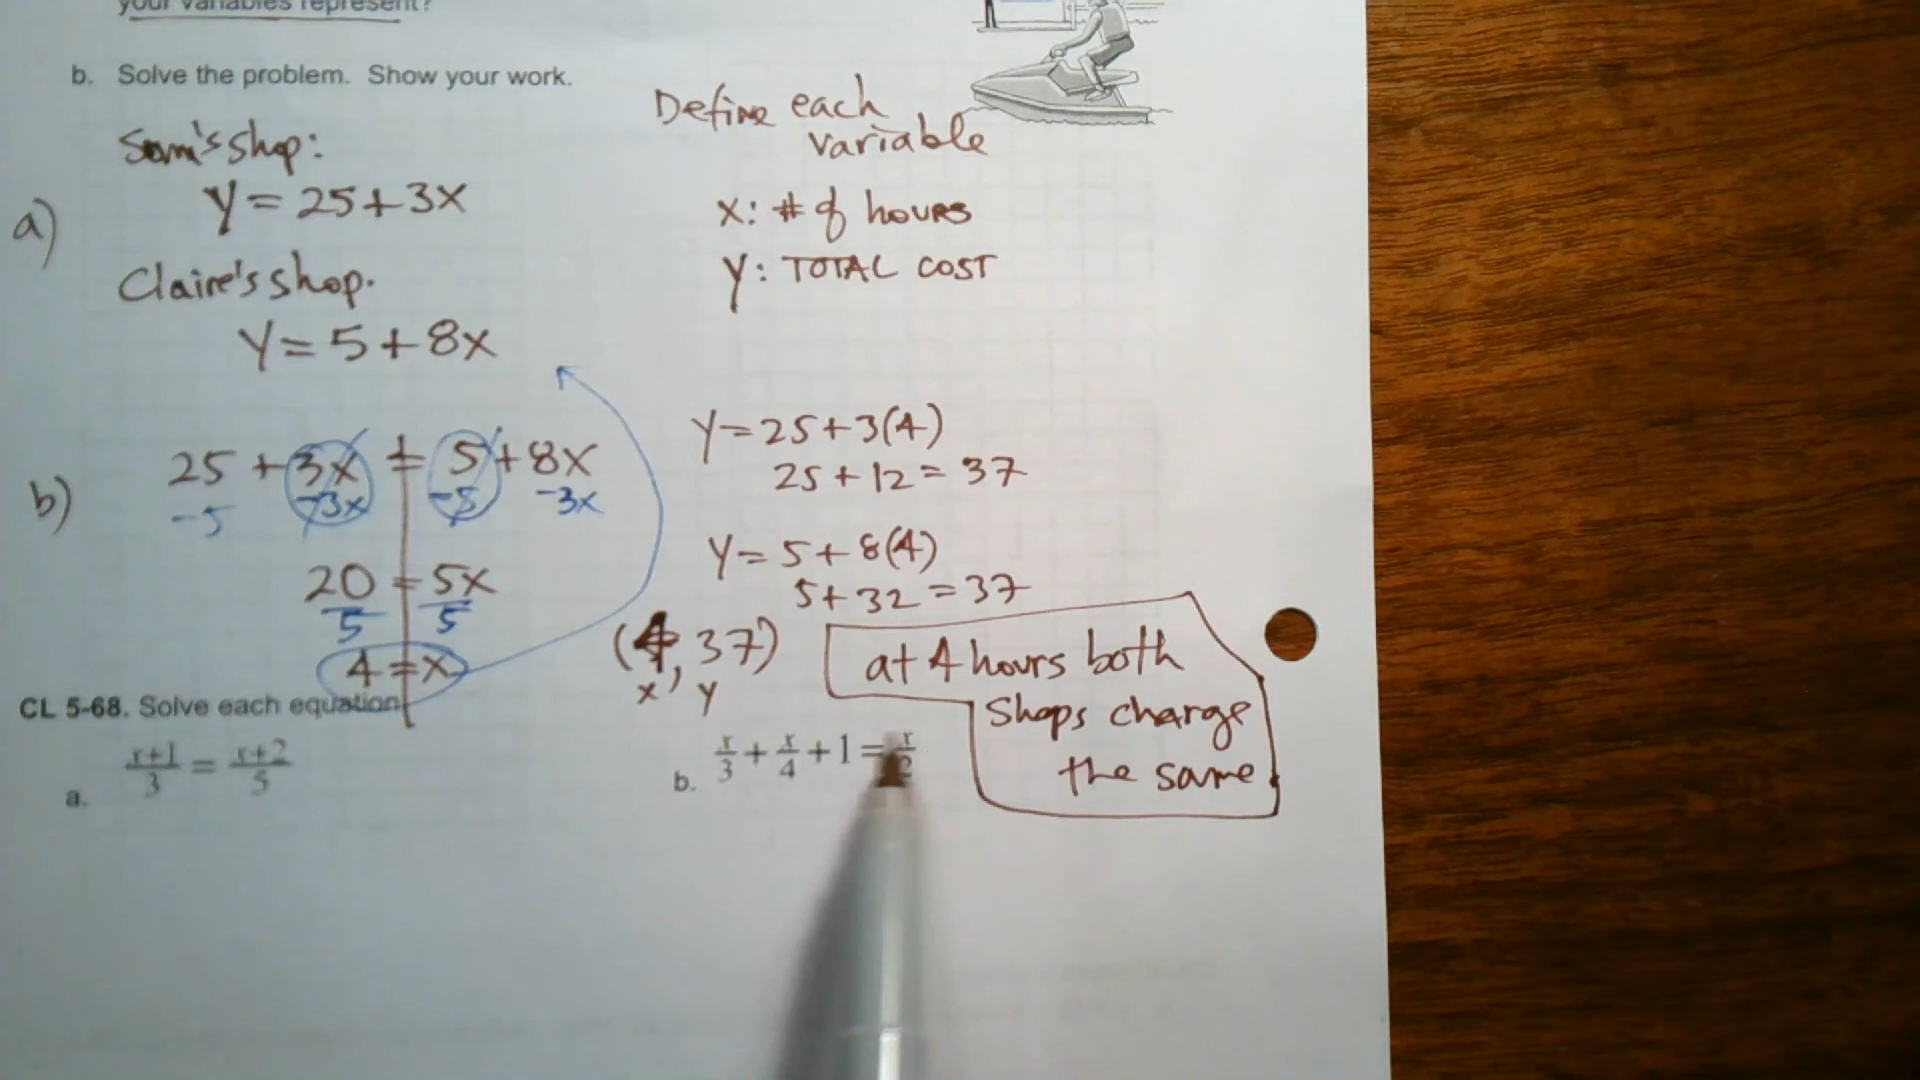 your variables represent?
b. Solve the problem. Show your work.
Define each
variable
Sam's shop:
a) y = 25 + 3x
x: # of hours
Claire's shop.
y: TOTAL COST
y = 5 + 8x
b) 25 + 3x = 5 + 8x
-5 -3x -5 -3x
20 = 5x
5 5
4 = x
y = 25 + 3(4)
25 + 12 = 37
y = 5 + 8(4)
5 + 32 = 37
(4, 37)
x, y
at 4 hours both
shops charge
the same
CL 5-68. Solve each equation
a. x+1/3 = x+2/5
b. x/3 + x/4 + 1 = x/2